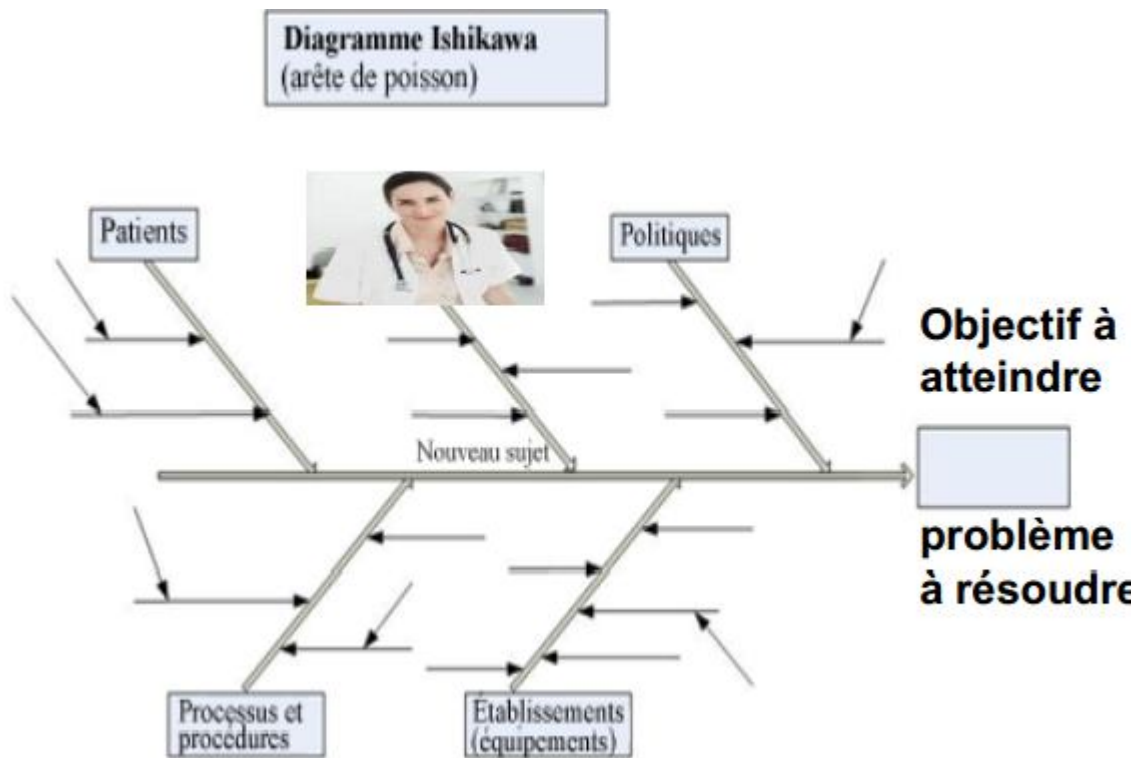 Diagramme Ishikawa
(arête de poisson)
Patients
Politiques
Objectif à
atteindre
Nouveau sujet
problème
à résoudre
Processus et
procédures
Établissements
(équipements)